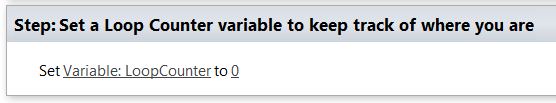 Step: Set a Loop Counter variable to keep track of where you are
Set Variable: LoopCounter to 0